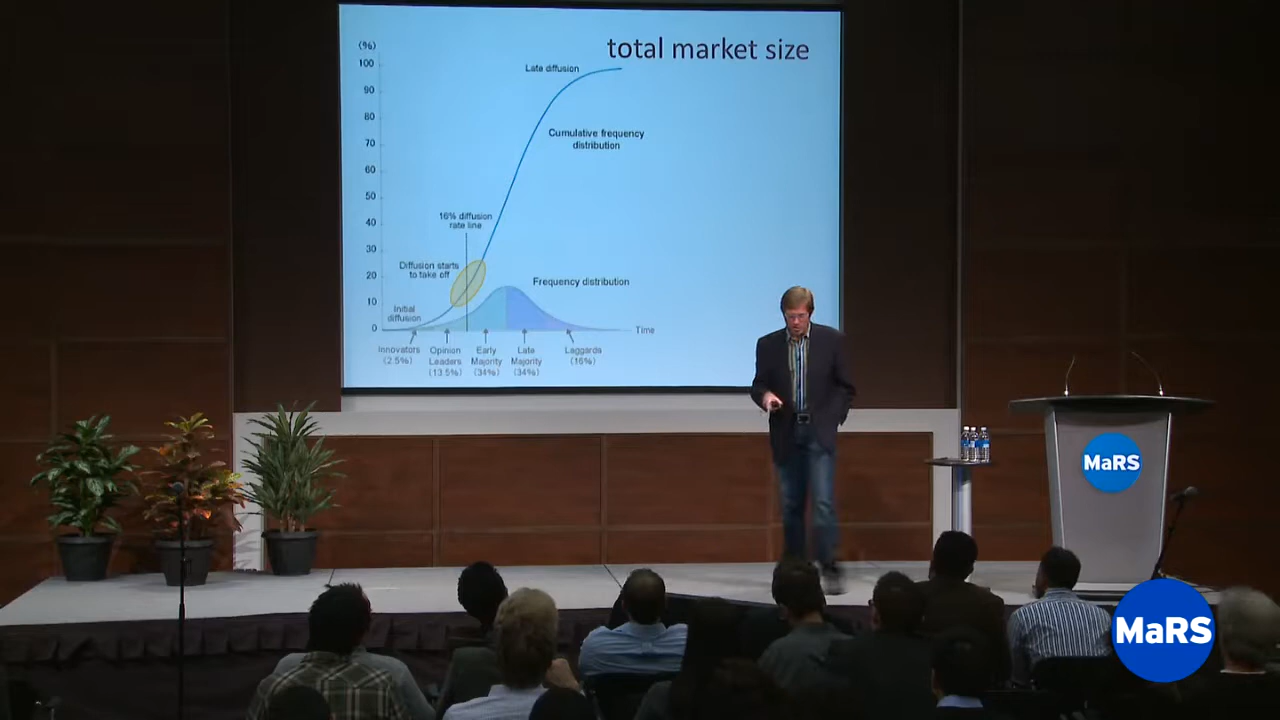 total market size
(%)
100
90
80
70
60
50
40
30
20
10
0
Late diffusion
Cumulative frequency
distribution
16% diffusion
rate line
Diffusion starts
to take off
Frequency distribution
Initial
diffusion
Time
Innovators
(2.5%)
Opinion
Leaders
(13.5%)
Early
Majority
(34%)
Late
Majority
(34%)
Laggards
(16%)
MaRS
MaRS